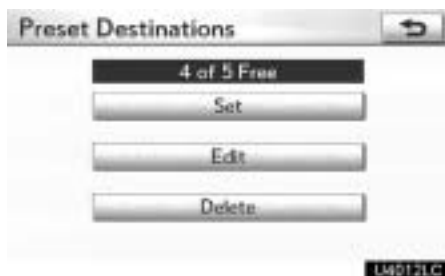 Preset Destinations
4 of 5 Free
Set
Edit
Delete
U4012LC